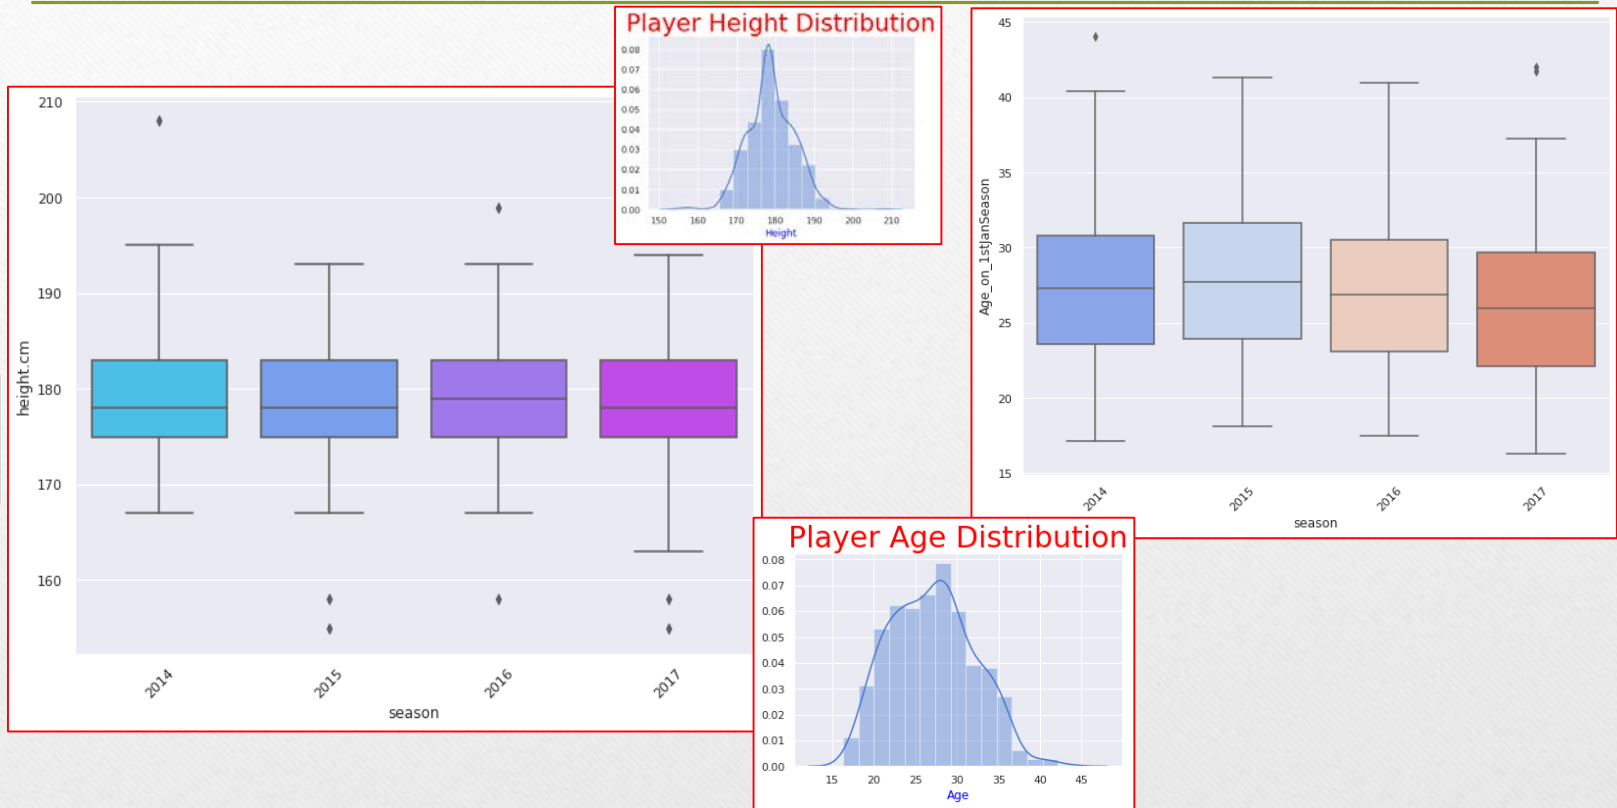 Player Height Distribution
0.08
0.07
0.06
0.05
0.04
0.03
0.02
0.01
0.00
150 160 170 180 190 200 210
Height
210
200
190
180
170
160
height.cm
2014 2015 2016 2017
season
45
40
35
30
25
20
15
Age_on_1stJanSeason
2014 2015 2016 2017
season
Player Age Distribution
0.08
0.07
0.06
0.05
0.04
0.03
0.02
0.01
0.00
15 20 25 30 35 40 45
Age